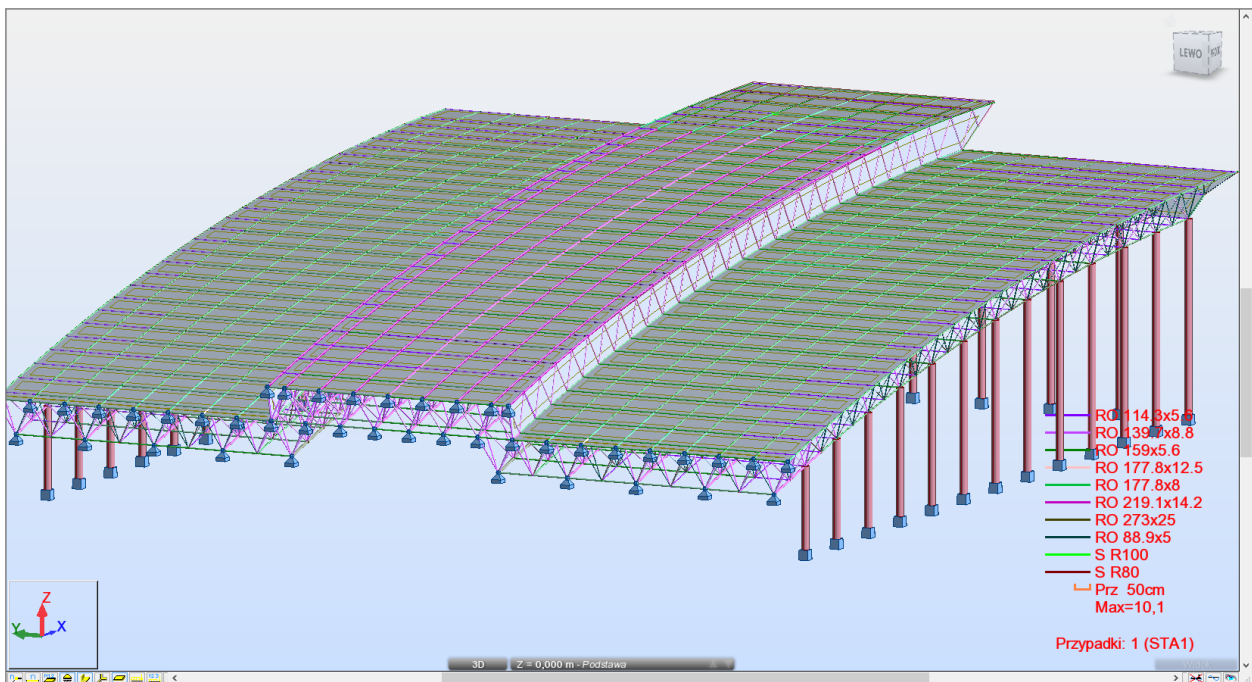 LEWO
RO 114.3x5.6
RO 139.7x8.8
RO 159x5.6
RO 177.8x12.5
RO 177.8x8
RO 219.1x14.2
RO 273x25
RO 88.9x5
S R100
S R80
Prz 50cm
Max=10,1
Przypadki: 1 (STA1)
Z
Y X
3D Z = 0,000 m - Podstawa